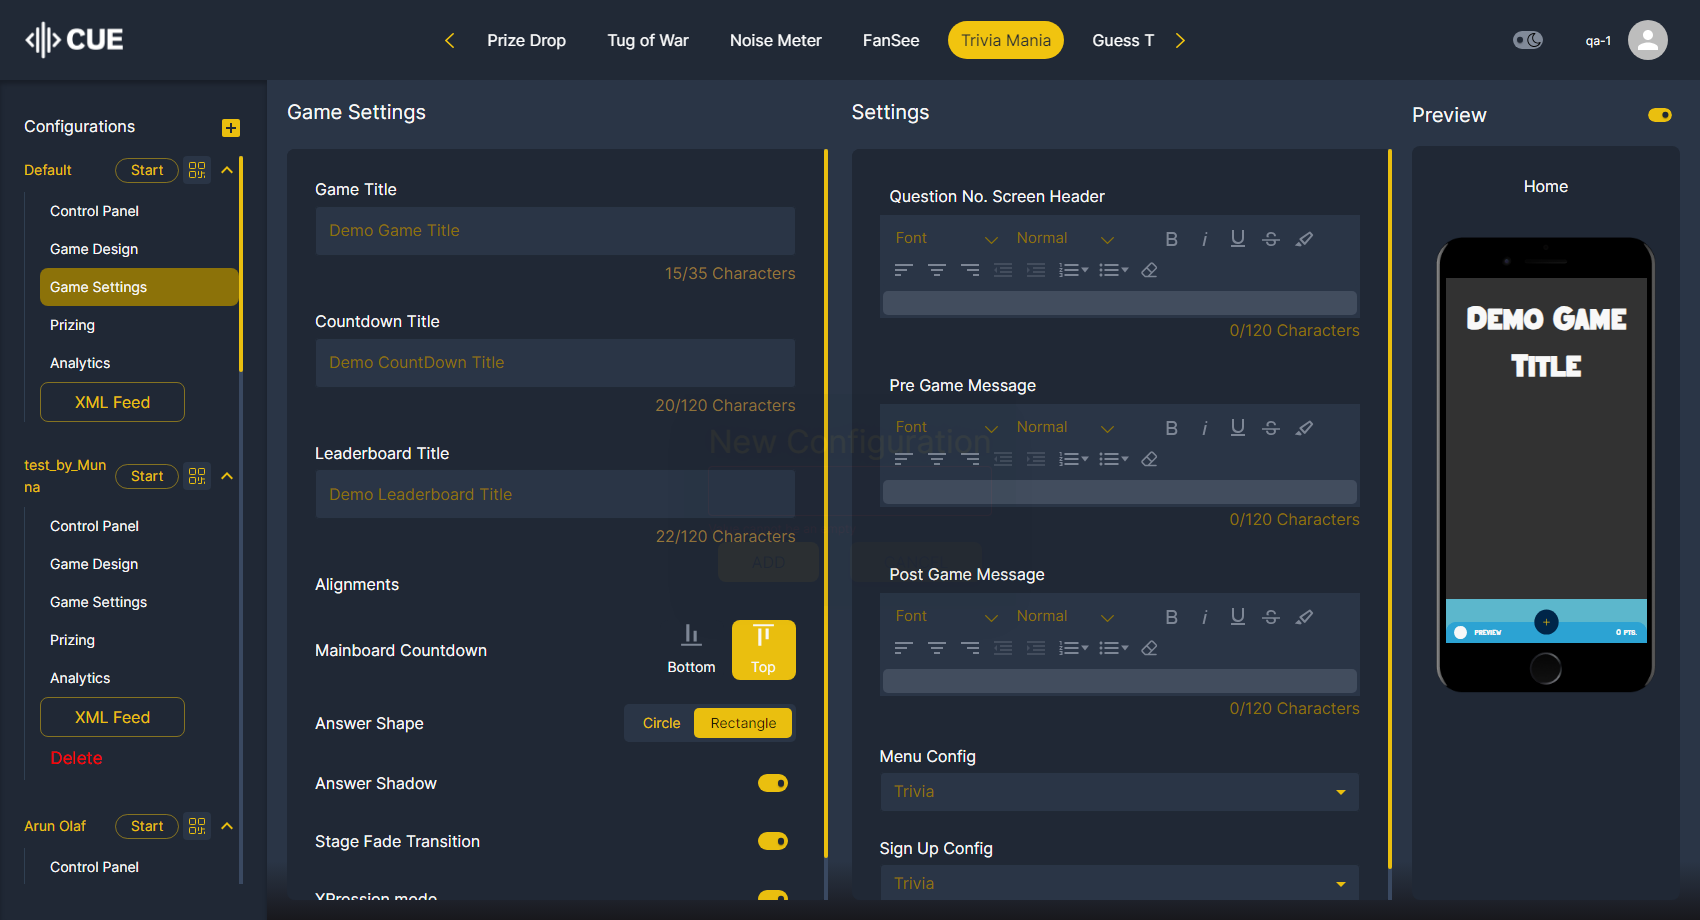 CUE
Prize Drop
Tug of War
Noise Meter
FanSee
Trivia Mania
Guess T
qa-1
Configurations
Default
Start
Control Panel
Game Design
Game Settings
Prizing
Analytics
XML Feed
test_by_Mun
na
Start
Control Panel
Game Design
Game Settings
Prizing
Analytics
XML Feed
Delete
Arun Olaf
Start
Control Panel
Game Settings
Game Title
Demo Game Title
15/35 Characters
Countdown Title
Demo CountDown Title
20/120 Characters
Leaderboard Title
Demo Leaderboard Title
22/120 Characters
Alignments
Mainboard Countdown
Bottom
Top
Answer Shape
Circle
Rectangle
Answer Shadow
Stage Fade Transition
XPression mode
New Configuration
ADD
Settings
Question No. Screen Header
Font
Normal
0/120 Characters
Pre Game Message
Font
Normal
0/120 Characters
Post Game Message
Font
Normal
0/120 Characters
Menu Config
Trivia
Sign Up Config
Trivia
Preview
Home
Demo Game
Title
PREVIEW
0 PTS.